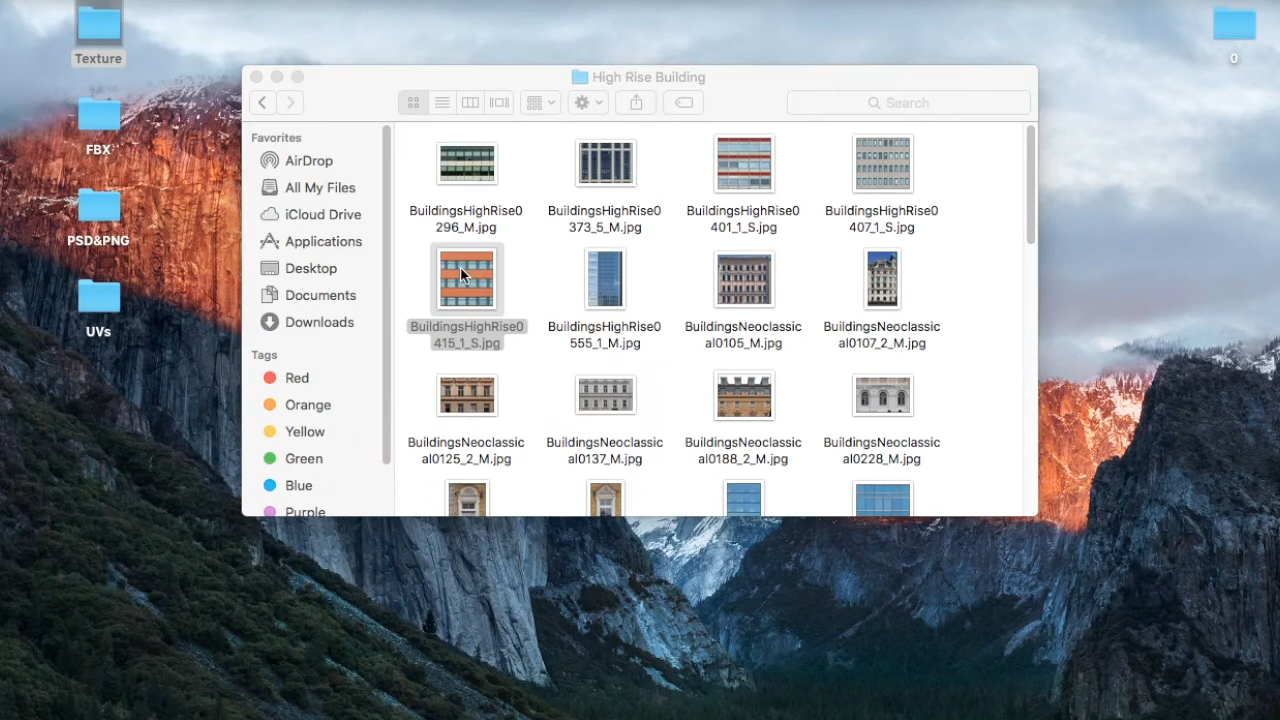 Texture
FBX
PSD&PNG
UVs
0
High Rise Building
Search
Favorites
AirDrop
All My Files
iCloud Drive
Applications
Desktop
Documents
Downloads
Tags
Red
Orange
Yellow
Green
Blue
Purple
BuildingsHighRise0
296_M.jpg
BuildingsHighRise0
373_5_M.jpg
BuildingsHighRise0
401_1_S.jpg
BuildingsHighRise0
407_1_S.jpg
BuildingsHighRise0
415_1_S.jpg
BuildingsHighRise0
555_1_M.jpg
BuildingsNeoclassic
al0105_M.jpg
BuildingsNeoclassic
al0107_2_M.jpg
BuildingsNeoclassic
al0125_2_M.jpg
BuildingsNeoclassic
al0137_M.jpg
BuildingsNeoclassic
al0188_2_M.jpg
BuildingsNeoclassic
al0228_M.jpg